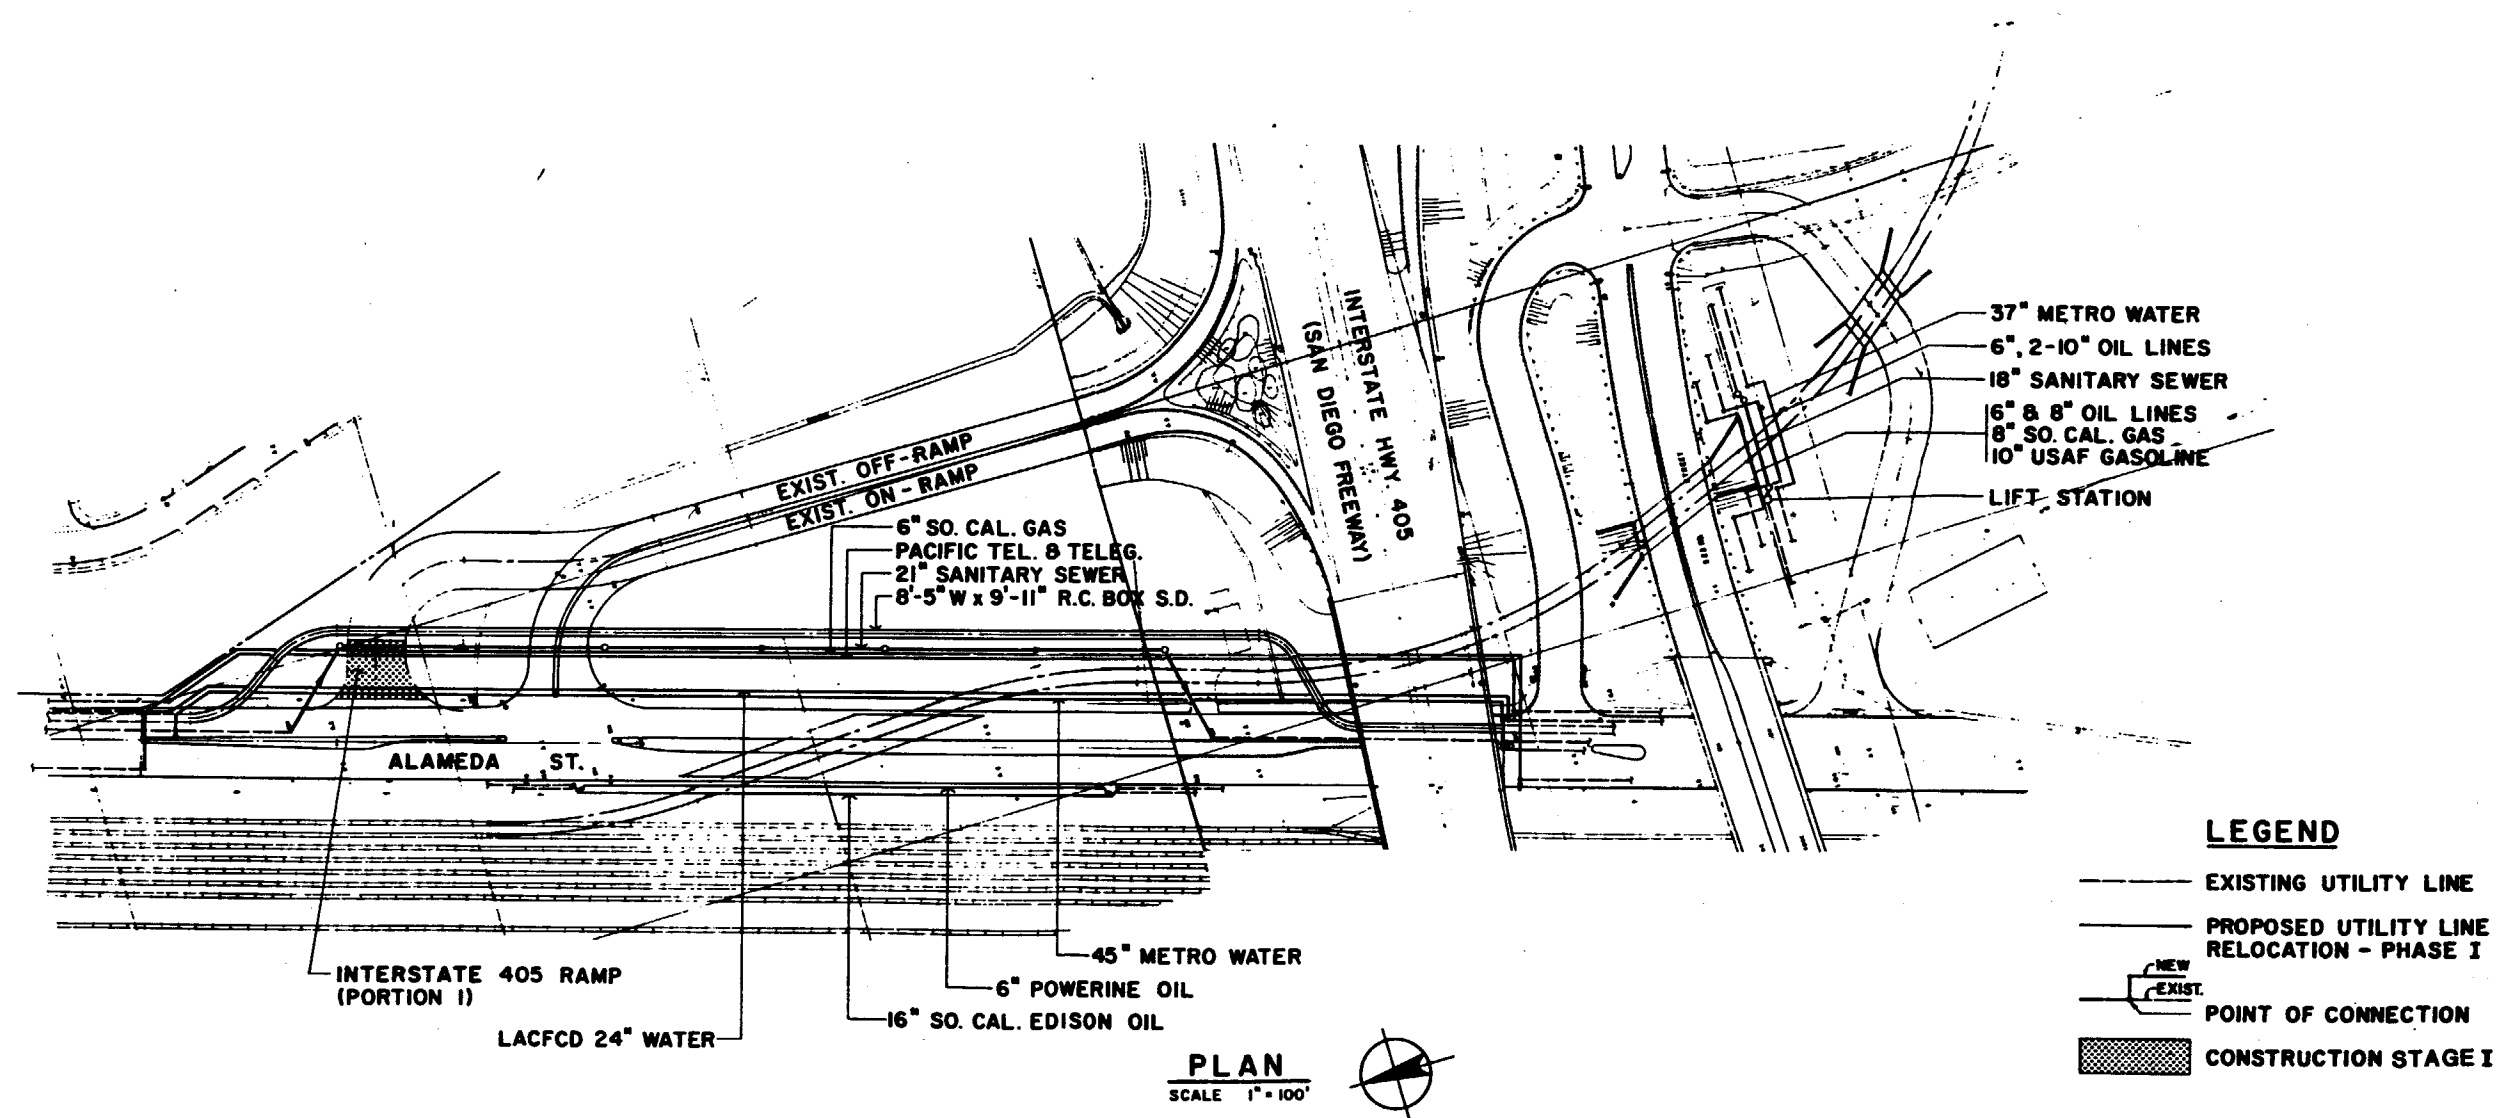 INTERSTATE HWY. 405
(SAN DIEGO FREEWAY)
37" METRO WATER
6", 2-10" OIL LINES
18" SANITARY SEWER
6" & 8" OIL LINES
8" SO. CAL. GAS
10" USAF GASOLINE
LIFT STATION
EXIST. OFF-RAMP
EXIST. ON-RAMP
6" SO. CAL. GAS
PACIFIC TEL. & TELEG.
21" SANITARY SEWER
8'-5" W x 9'-11" R.C. BOX S.D.
STREET
ALAMEDA ST.
INTERSTATE 405 RAMP
(PORTION 1)
LACFCD 24" WATER
45" METRO WATER
6" POWERINE OIL
16" SO. CAL. EDISON OIL
PLAN
SCALE 1" = 100'
LEGEND
EXISTING UTILITY LINE
PROPOSED UTILITY LINE
RELOCATION - PHASE I
NEW
EXIST.
POINT OF CONNECTION
CONSTRUCTION STAGE I